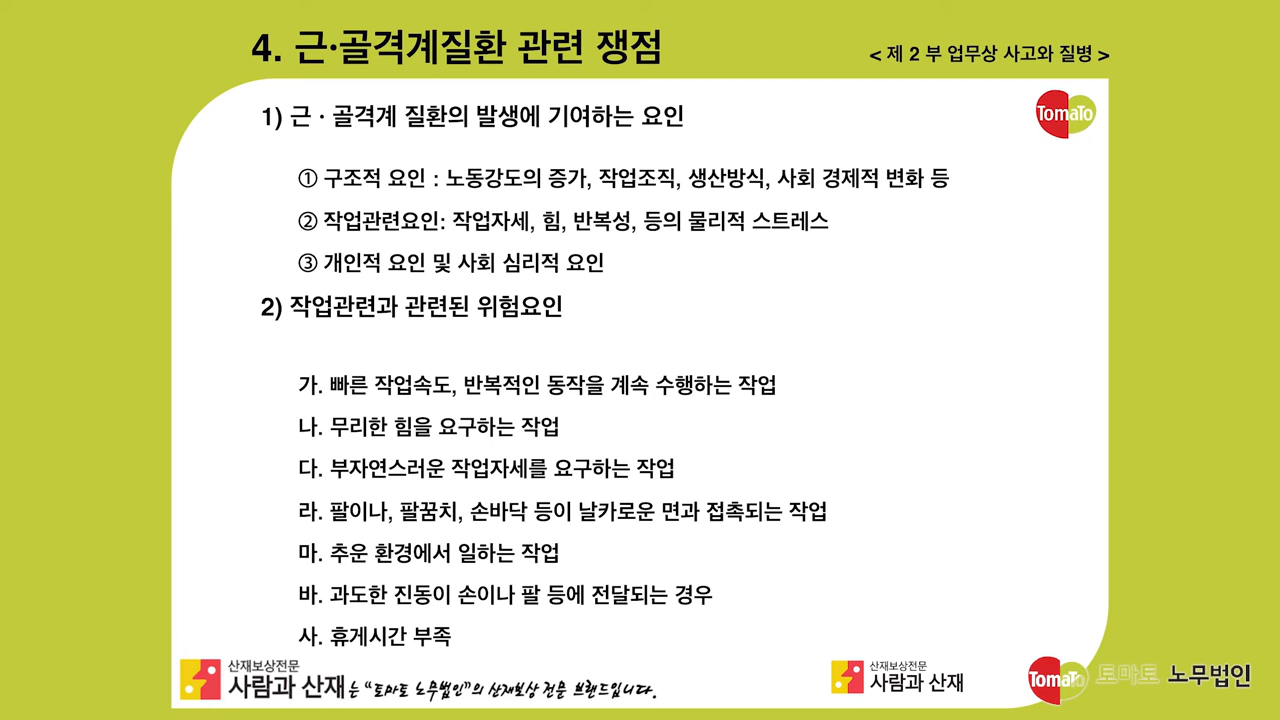 4. 근·골격계질환 관련 쟁점
< 제 2 부 업무상 사고와 질병 >
TomaTo
1) 근 · 골격계 질환의 발생에 기여하는 요인
① 구조적 요인 : 노동강도의 증가, 작업조직, 생산방식, 사회 경제적 변화 등
② 작업관련요인: 작업자세, 힘, 반복성, 등의 물리적 스트레스
③ 개인적 요인 및 사회 심리적 요인
2) 작업관련과 관련된 위험요인
가. 빠른 작업속도, 반복적인 동작을 계속 수행하는 작업
나. 무리한 힘을 요구하는 작업
다. 부자연스러운 작업자세를 요구하는 작업
라. 팔이나, 팔꿈치, 손바닥 등이 날카로운 면과 접촉되는 작업
마. 추운 환경에서 일하는 작업
바. 과도한 진동이 손이나 팔 등에 전달되는 경우
사. 휴게시간 부족
산재보상전문
사람과 산재는 “토마토 노무법인”의 산재보상 전문 브랜드입니다.
산재보상전문
사람과 산재
TomaTo 토마토 노무법인